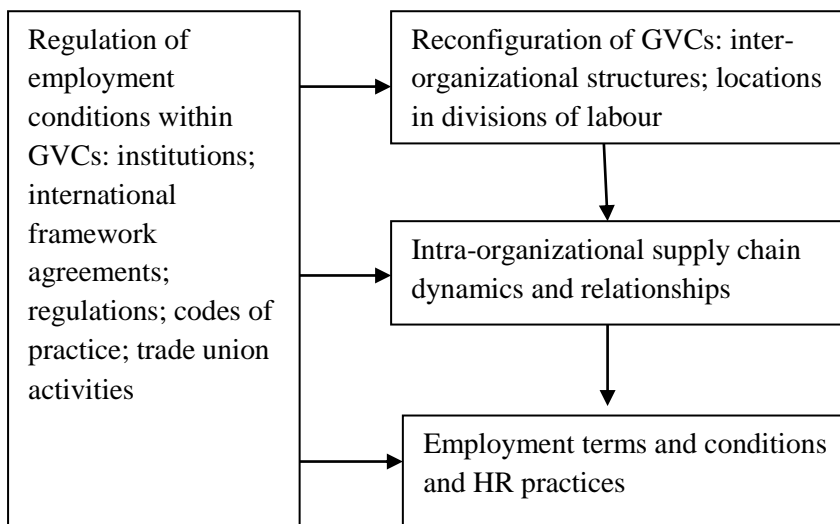 Regulation of
employment
conditions within
GVCs: institutions;
international
framework
agreements;
regulations; codes of
practice; trade union
activities
Reconfiguration of GVCs: inter-
organizational structures; locations
in divisions of labour
Intra-organizational supply chain
dynamics and relationships
Employment terms and conditions
and HR practices